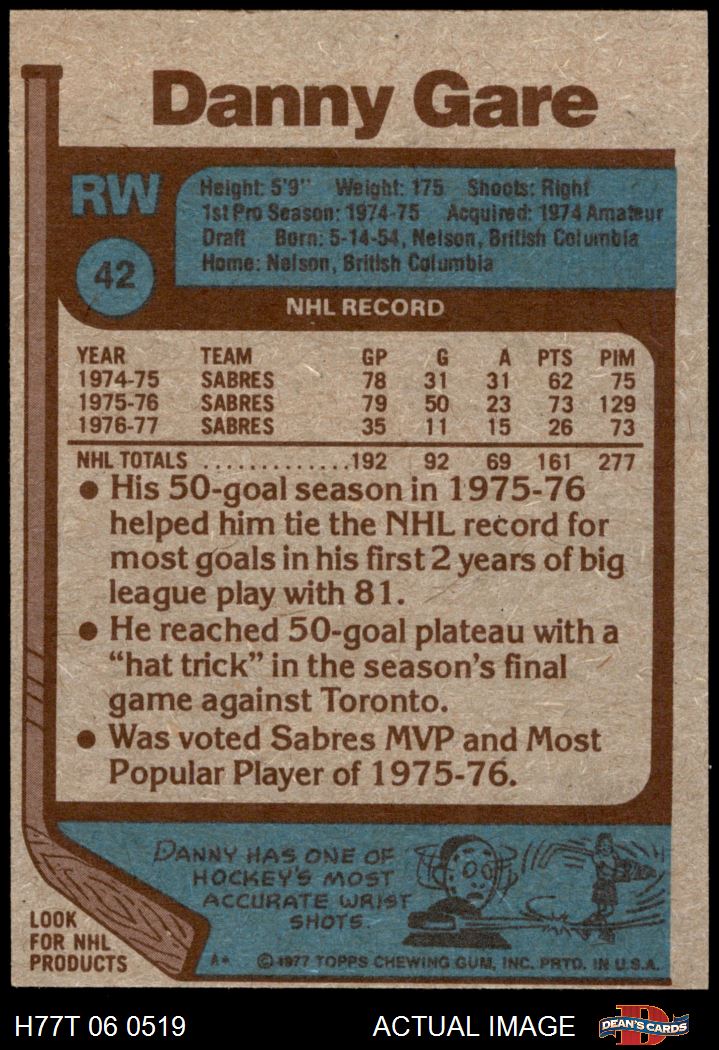 Danny Gare
RW
42
Height: 5'9" Weight: 175 Shoots: Right
1st Pro Season: 1974-75 Acquired: 1974 Amateur
Draft Born: 5-14-54, Nelson, British Columbia
Home: Nelson, British Columbia
NHL RECORD
YEAR TEAM GP G A PTS PIM
1974-75 SABRES 78 31 31 62 75
1975-76 SABRES 79 50 23 73 129
1976-77 SABRES 35 11 15 26 73
NHL TOTALS .............192 92 69 161 277
● His 50-goal season in 1975-76
helped him tie the NHL record for
most goals in his first 2 years of big
league play with 81.
● He reached 50-goal plateau with a
“hat trick” in the season's final
game against Toronto.
● Was voted Sabres MVP and Most
Popular Player of 1975-76.
DANNY HAS ONE OF
HOCKEY'S MOST
ACCURATE WRIST
SHOTS.
LOOK
FOR NHL
PRODUCTS
A* © 1977 TOPPS CHEWING GUM, INC. PRTD. IN U.S.A.
H77T 06 0519 ACTUAL IMAGE D DEAN'S CARDS